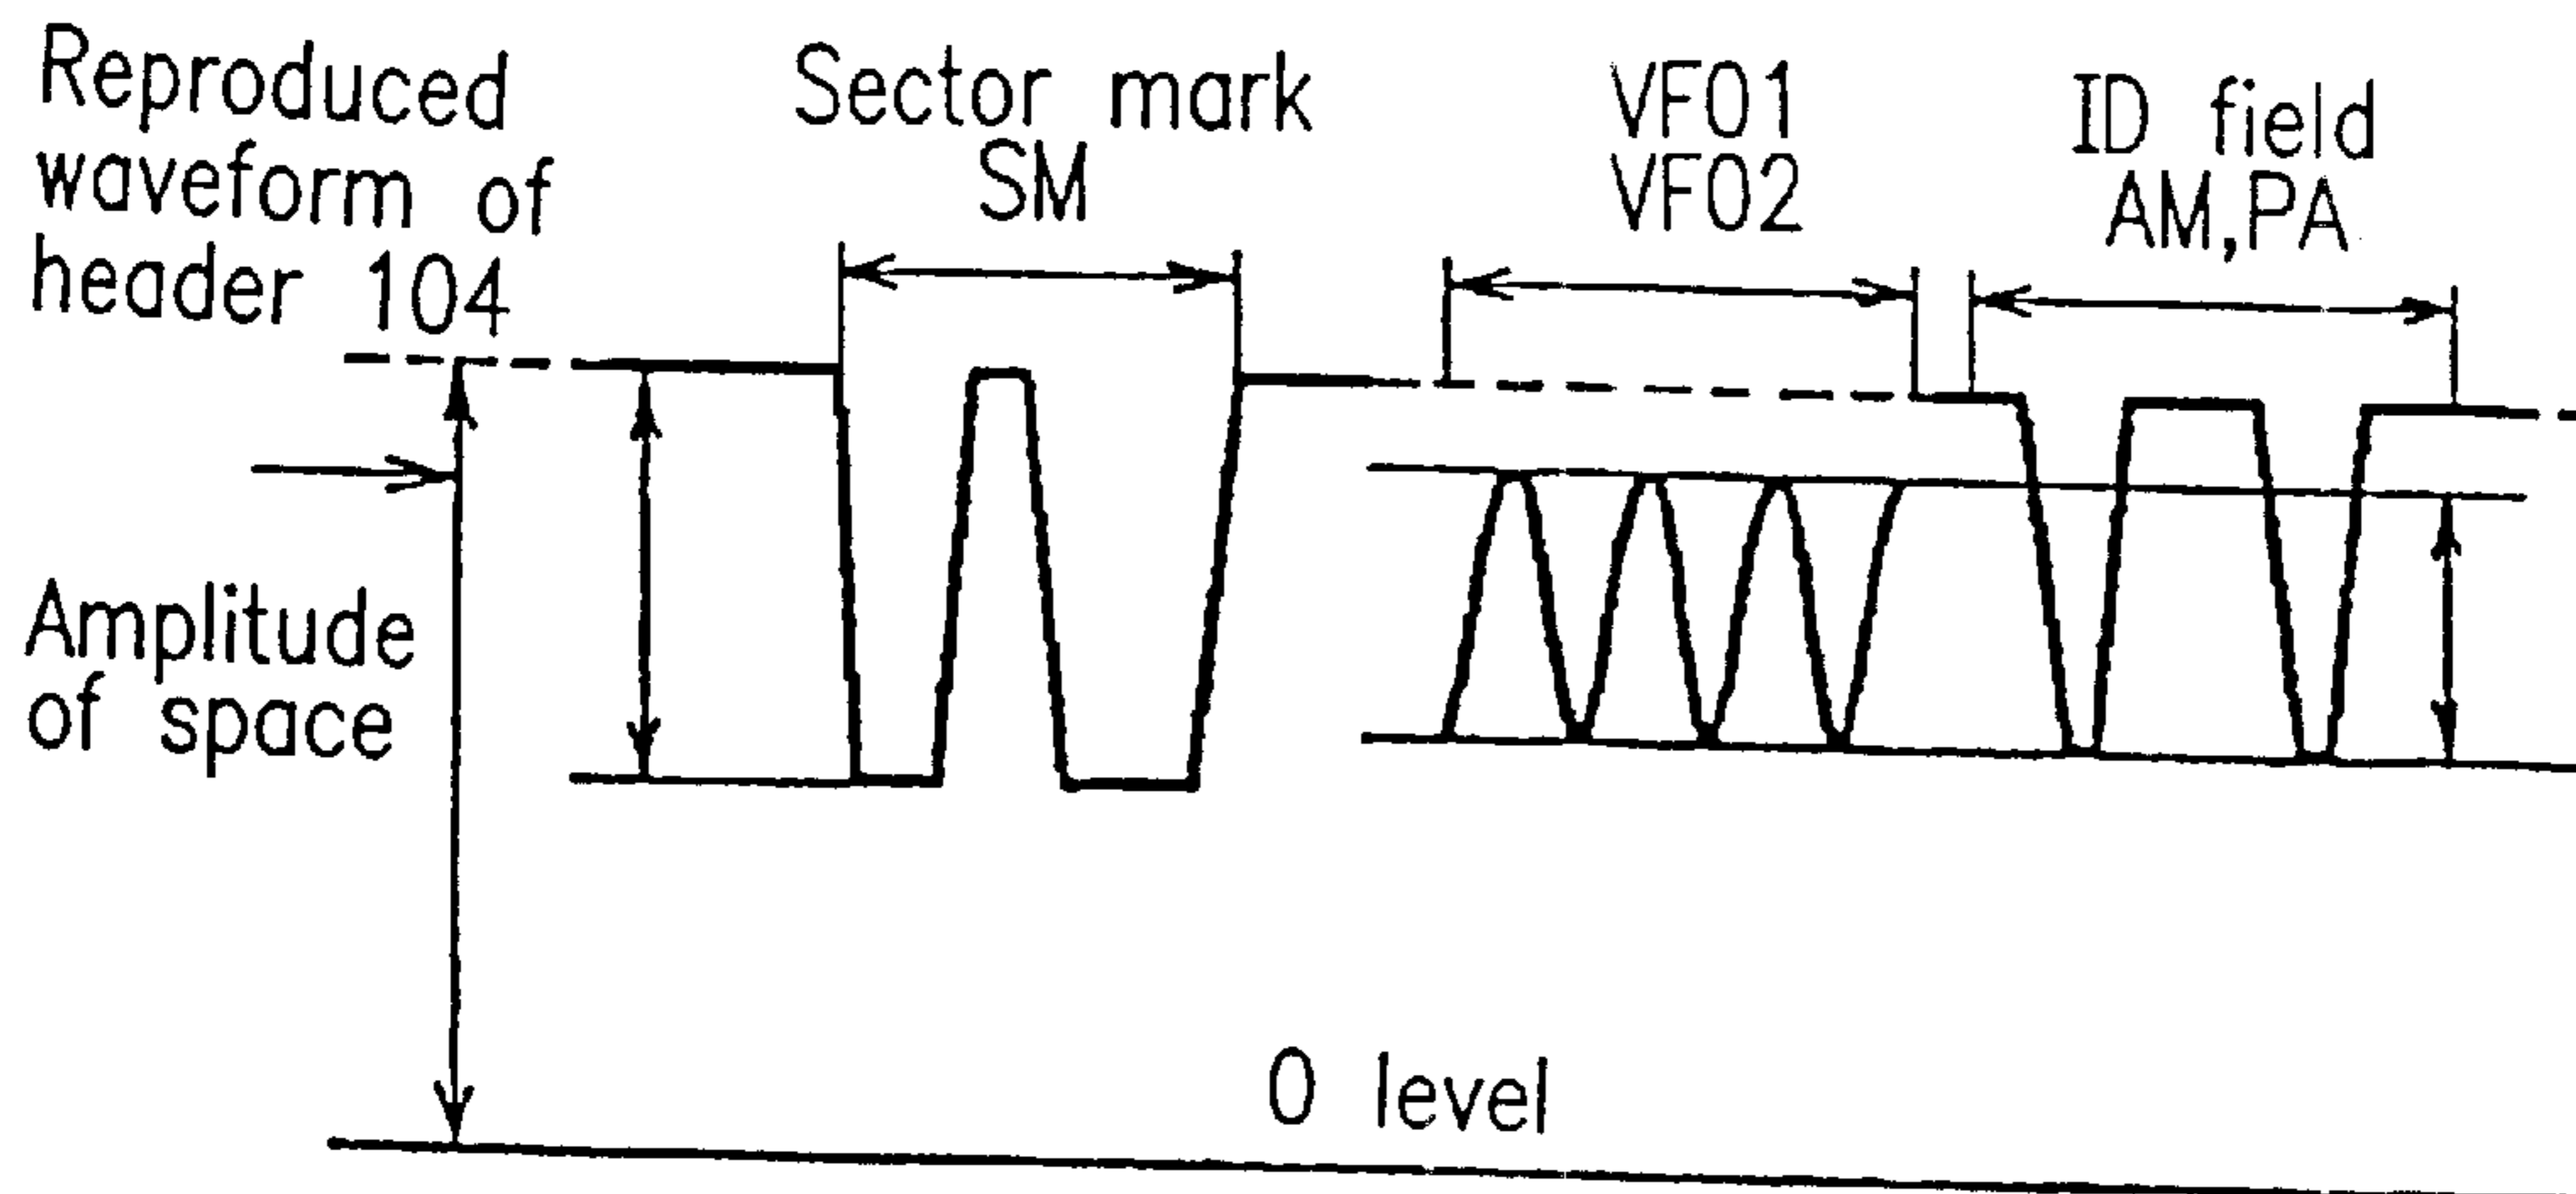 Reproduced
waveform of
header 104
Sector mark
SM
VFO1
VFO2
ID field
AM,PA
Amplitude
of space
0 level